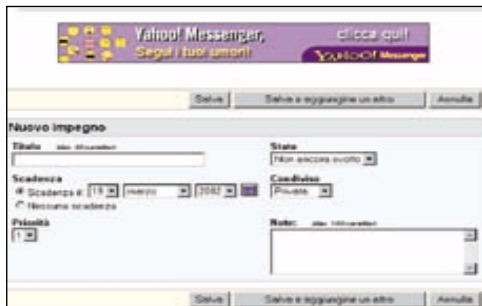 Yahoo! Messenger, clicca qui!
Segui i tuoi umori! YAHOO! Messenger
Salva Salva e aggiungine un altro Annulla
Nuovo impegno
Titolo
Stato
Non ancora svolto
Scadenza
Scadenza il: 19 marzo 2002
Nessuna scadenza
Condiviso
Privato
Priorità
1
Note:
Salva Salva e aggiungine un altro Annulla